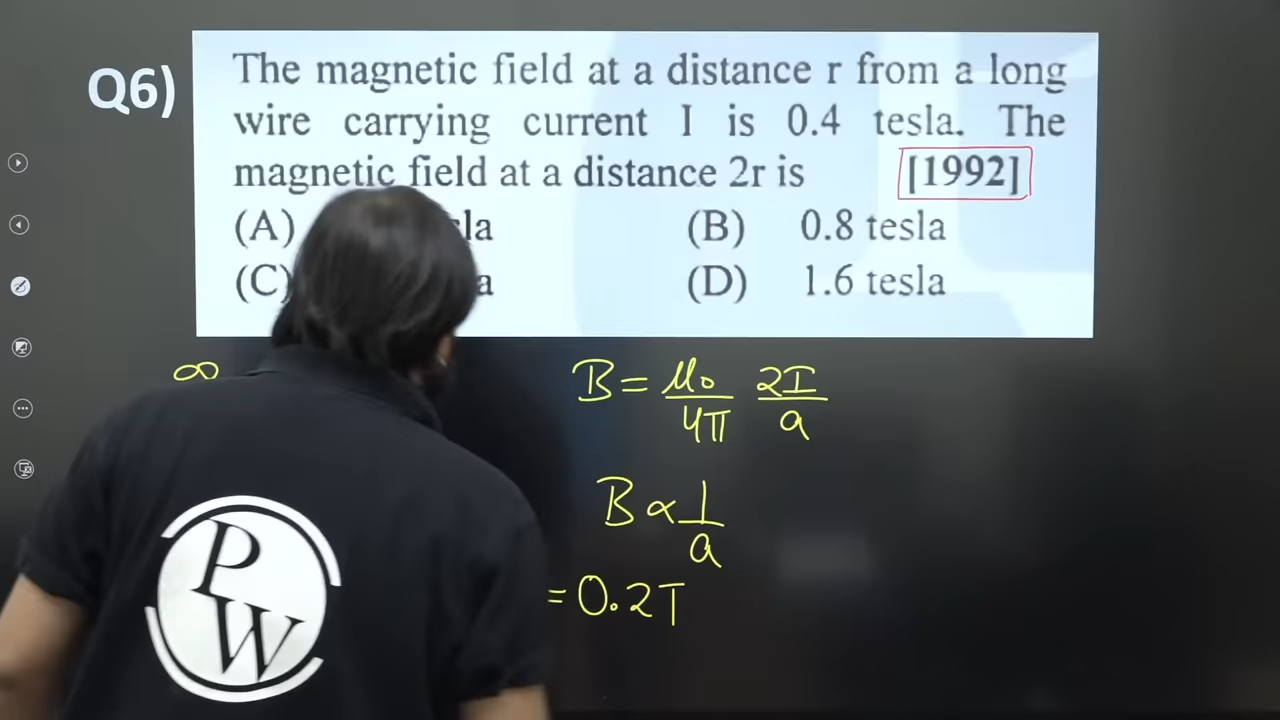 Q6)
The magnetic field at a distance r from a long
wire carrying current I is 0.4 tesla. The
magnetic field at a distance 2r is [1992]
(A) (B) 0.8 tesla
(C) (D) 1.6 tesla
∞
B = μ₀/4π 2I/a
B ∝ 1/a
= 0.2T
PW